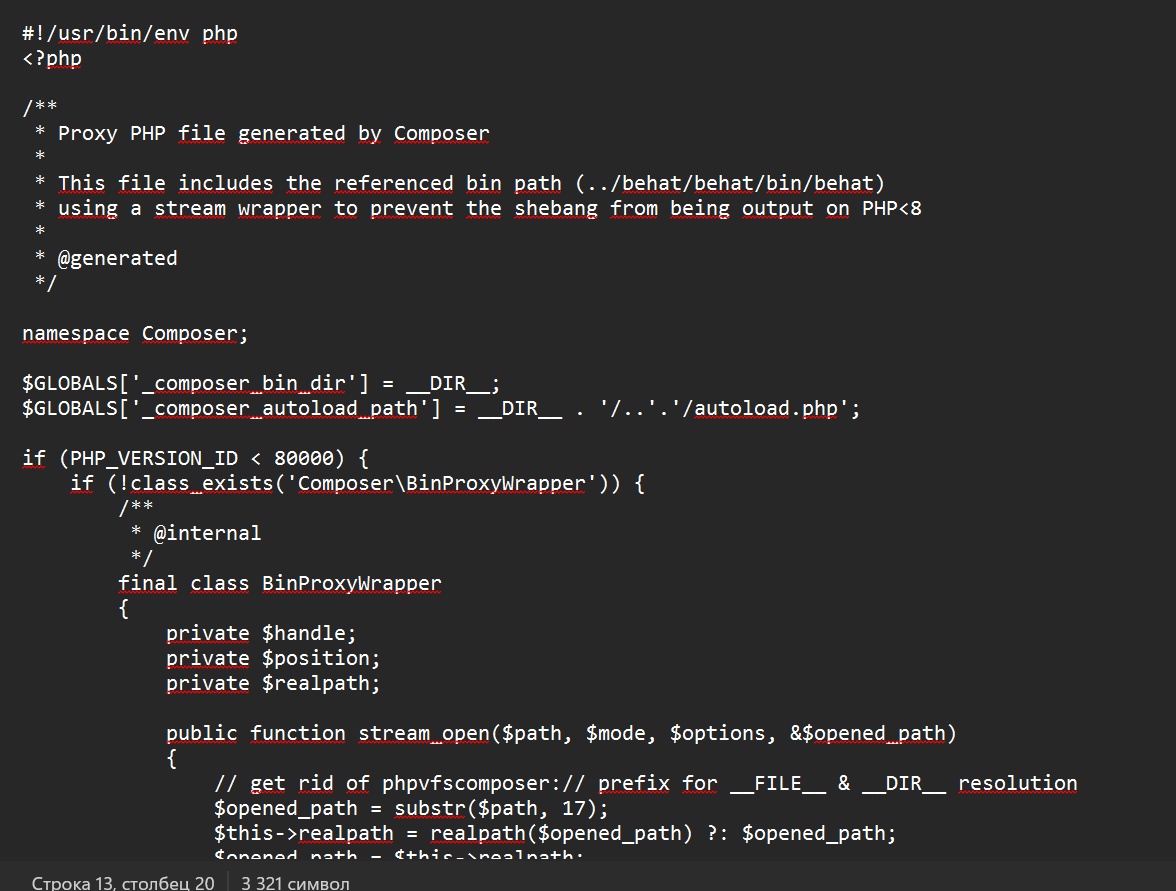 #!/usr/bin/env php
<?php
/**
 * Proxy PHP file generated by Composer
 *
 * This file includes the referenced bin path (../behat/behat/bin/behat)
 * using a stream wrapper to prevent the shebang from being output on PHP<8
 *
 * @generated
 */
namespace Composer;
$GLOBALS['_composer_bin_dir'] = __DIR__;
$GLOBALS['_composer_autoload_path'] = __DIR__ . '/..'.'/autoload.php';
if (PHP_VERSION_ID < 80000) {
    if (!class_exists('Composer\BinProxyWrapper')) {
        /**
         * @internal
         */
        final class BinProxyWrapper
        {
            private $handle;
            private $position;
            private $realpath;
            public function stream_open($path, $mode, $options, &$opened_path)
            {
                // get rid of phpvfscomposer:// prefix for __FILE__ & __DIR__ resolution
                $opened_path = substr($path, 17);
                $this->realpath = realpath($opened_path) ?: $opened_path;
                $opened_path = $this->realpath;
Строка 13, столбец 20 3 321 символ